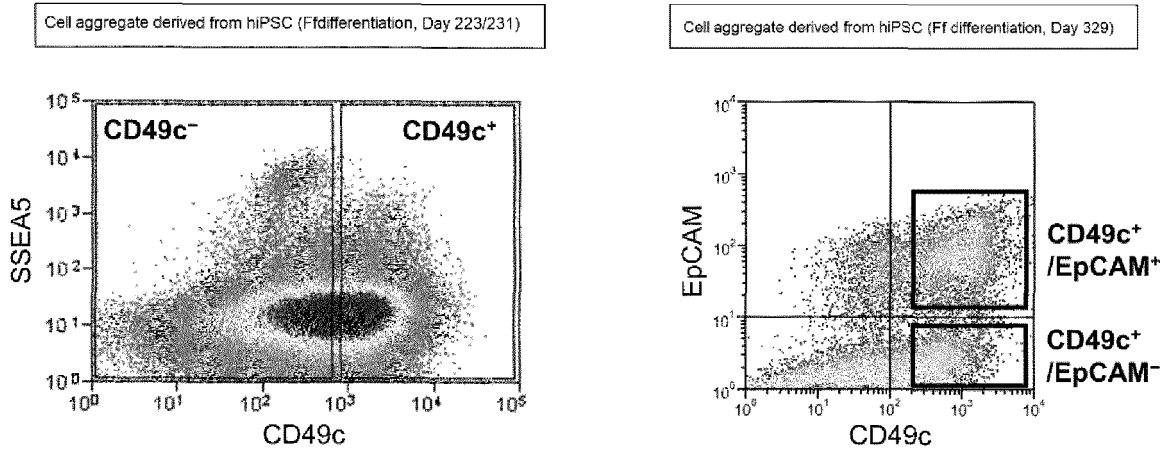 Cell aggregate derived from hiPSC (Ffdifferentiation, Day 223/231)
10⁵
CD49c⁻
CD49c⁺
10⁴
10³
SSEA5
10²
10¹
10⁰
10⁰ 10¹ 10² 10³ 10⁴ 10⁵
CD49c
Cell aggregate derived from hiPSC (Ff differentiation, Day 329)
10⁴
10³
EpCAM
10²
10¹
10⁰
10⁰ 10¹ 10² 10³ 10⁴
CD49c
CD49c⁺
/EpCAM⁺
CD49c⁺
/EpCAM⁻